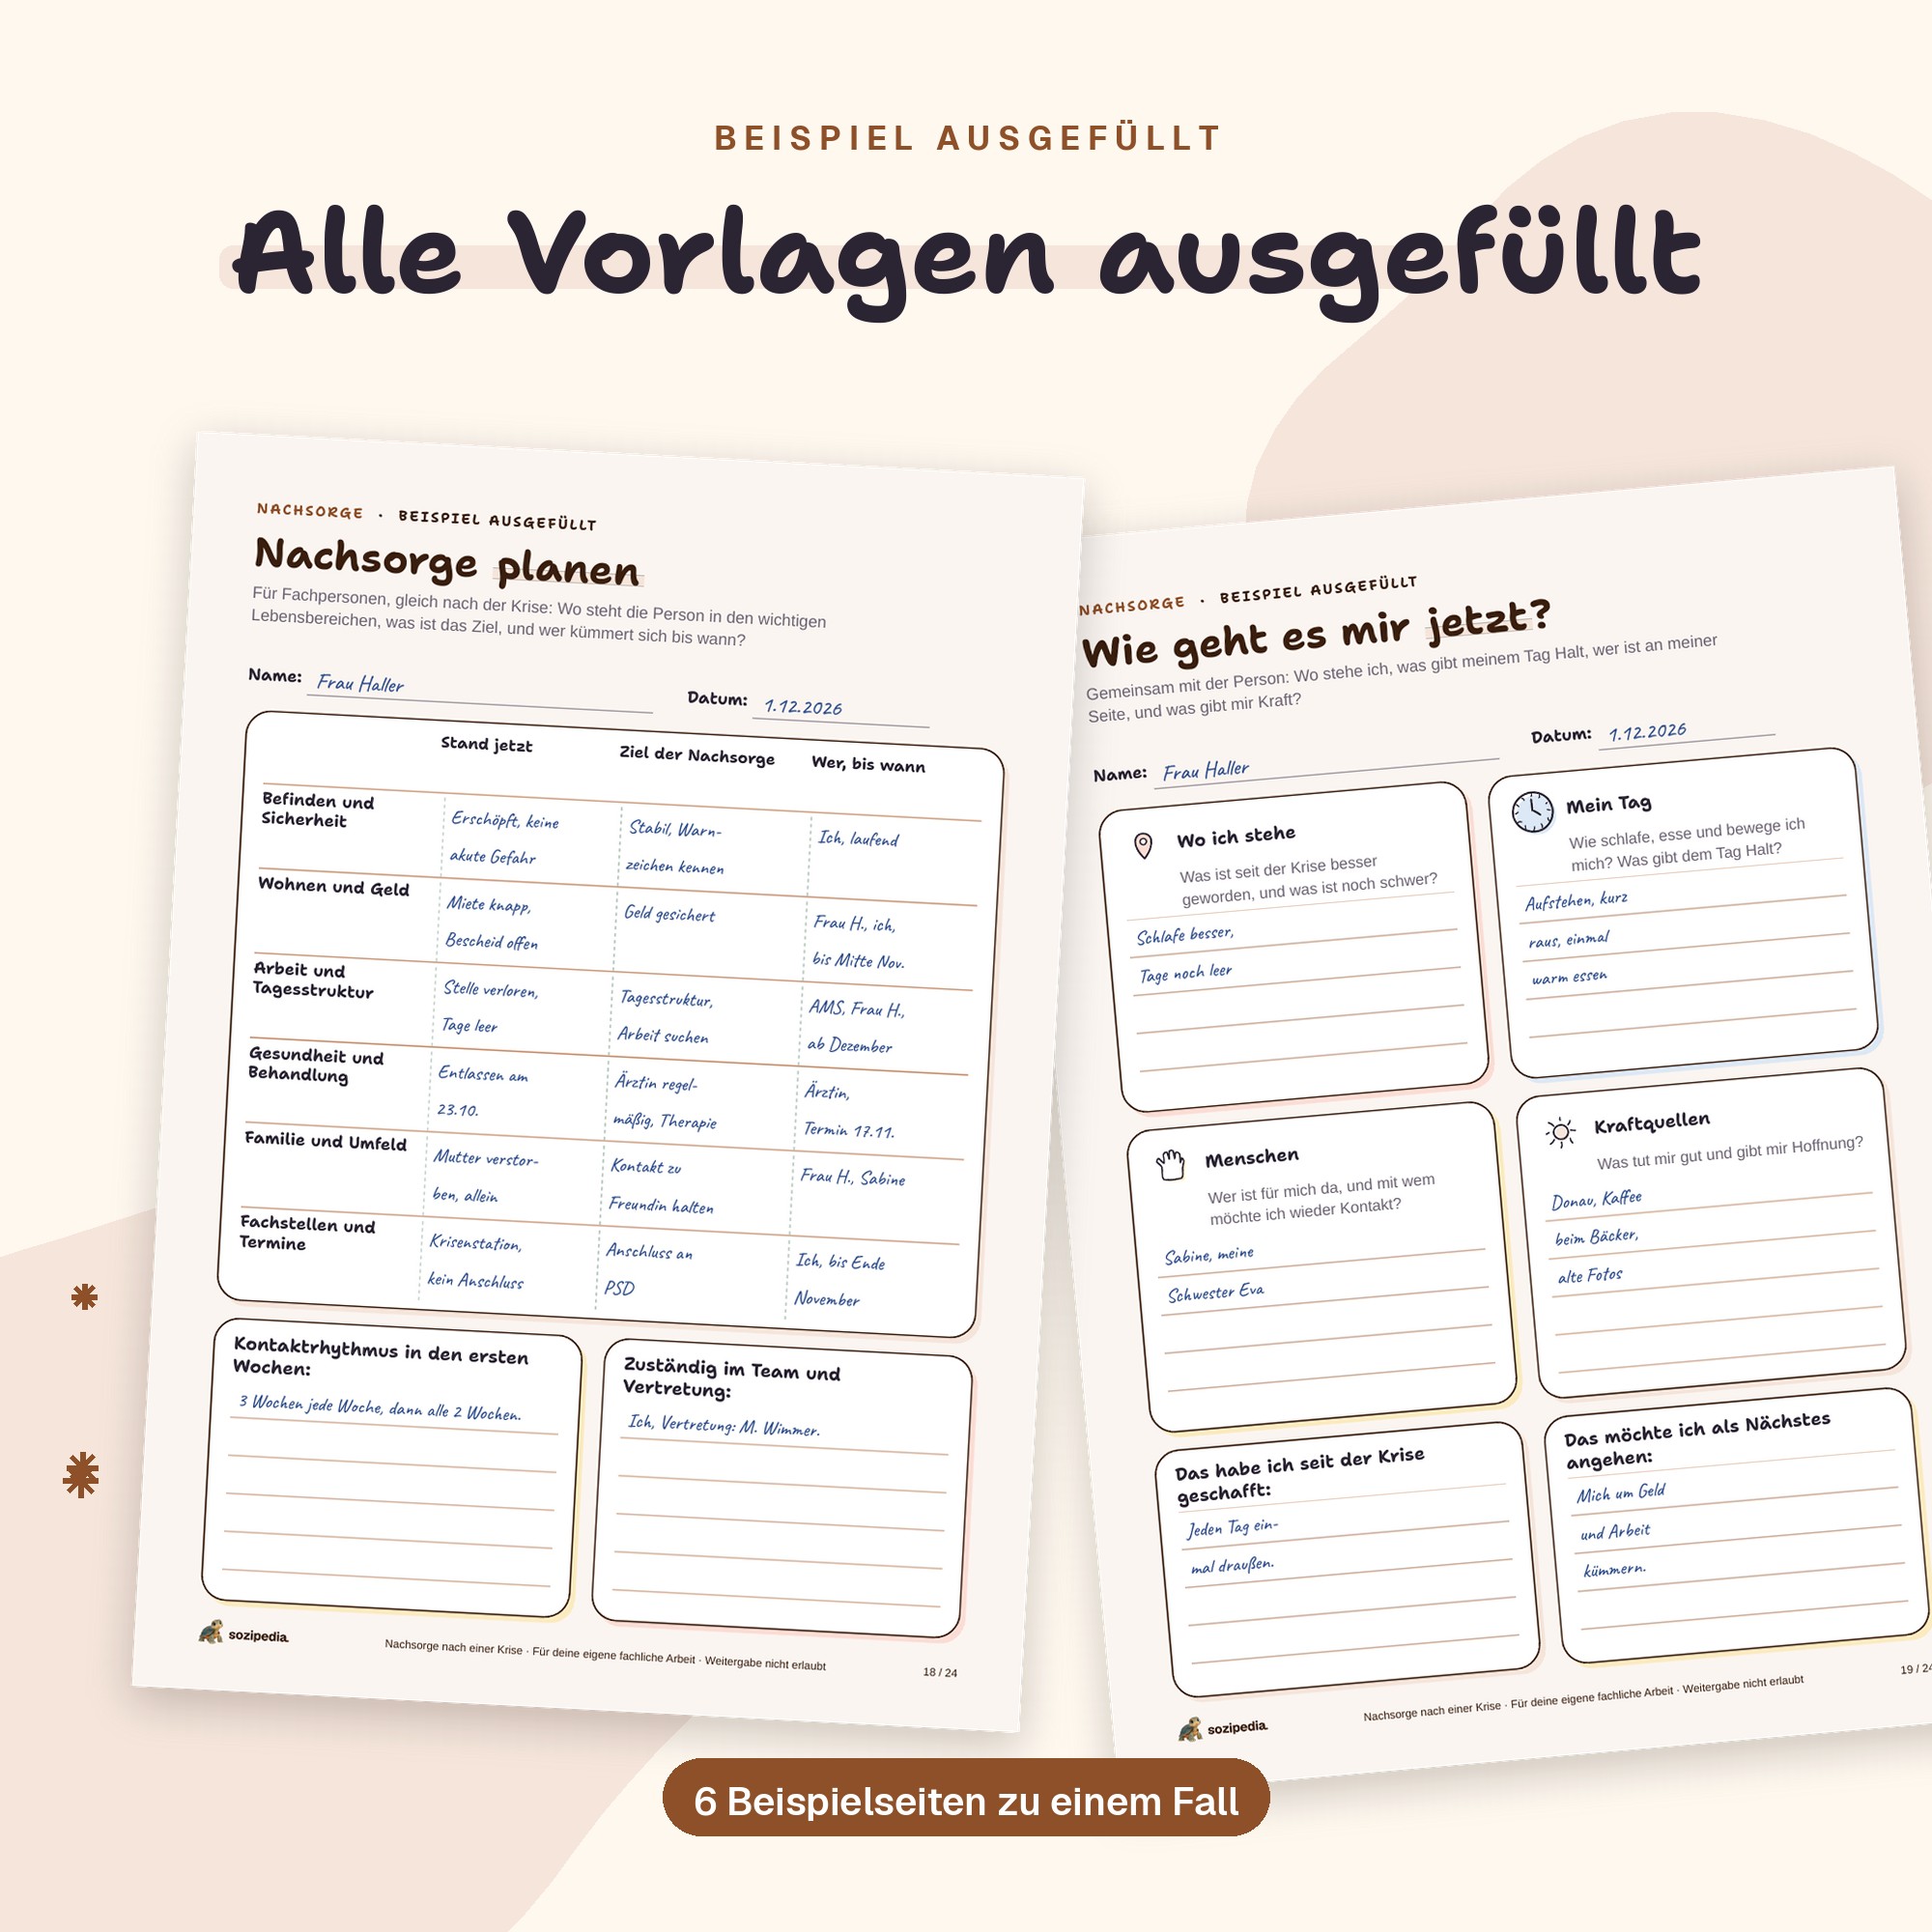 BEISPIEL AUSGEFÜLLT
Alle Vorlagen ausgefüllt
NACHSORGE · BEISPIEL AUSGEFÜLLT
Nachsorge planen
Für Fachpersonen, gleich nach der Krise: Wo steht die Person in den wichtigen
Lebensbereichen, was ist das Ziel, und wer kümmert sich bis wann?
Name: Frau Haller Datum: 1.12.2026
Stand jetzt Ziel der Nachsorge Wer, bis wann
Befinden und
Sicherheit
Erschöpft, keine
akute Gefahr
Stabil, Warn-
zeichen kennen
Ich, laufend
Wohnen und Geld
Miete knapp,
Bescheid offen
Geld gesichert
Frau H., ich,
bis Mitte Nov.
Arbeit und
Tagesstruktur
Stelle verloren,
Tage leer
Tagesstruktur,
Arbeit suchen
AMS, Frau H.,
ab Dezember
Gesundheit und
Behandlung
Entlassen am
23.10.
Ärztin regel-
mäßig, Therapie
Ärztin,
Termin 17.11.
Familie und Umfeld
Mutter verstor-
ben, allein
Kontakt zu
Freundin halten
Frau H., Sabine
Fachstellen und
Termine
Krisenstation,
kein Anschluss
Anschluss an
PSD
Ich, bis Ende
November
Kontaktrhythmus in den ersten
Wochen:
3 Wochen jede Woche, dann alle 2 Wochen.
Zuständig im Team und
Vertretung:
Ich, Vertretung: M. Wimmer.
sozipedia.
Nachsorge nach einer Krise · Für deine eigene fachliche Arbeit · Weitergabe nicht erlaubt
18 / 24
NACHSORGE · BEISPIEL AUSGEFÜLLT
Wie geht es mir jetzt?
Gemeinsam mit der Person: Wo stehe ich, was gibt meinem Tag Halt, wer ist an meiner
Seite, und was gibt mir Kraft?
Name: Frau Haller Datum: 1.12.2026
Wo ich stehe
Was ist seit der Krise besser
geworden, und was ist noch schwer?
Schlafe besser,
Tage noch leer
Mein Tag
Wie schlafe, esse und bewege ich
mich? Was gibt dem Tag Halt?
Aufstehen, kurz
raus, einmal
warm essen
Menschen
Wer ist für mich da, und mit wem
möchte ich wieder Kontakt?
Sabine, meine
Schwester Eva
Kraftquellen
Was tut mir gut und gibt mir Hoffnung?
Donau, Kaffee
beim Bäcker,
alte Fotos
Das habe ich seit der Krise
geschafft:
Jeden Tag ein-
mal draußen.
Das möchte ich als Nächstes
angehen:
Mich um Geld
und Arbeit
kümmern.
sozipedia.
Nachsorge nach einer Krise · Für deine eigene fachliche Arbeit · Weitergabe nicht erlaubt
19 / 24
6 Beispielseiten zu einem Fall